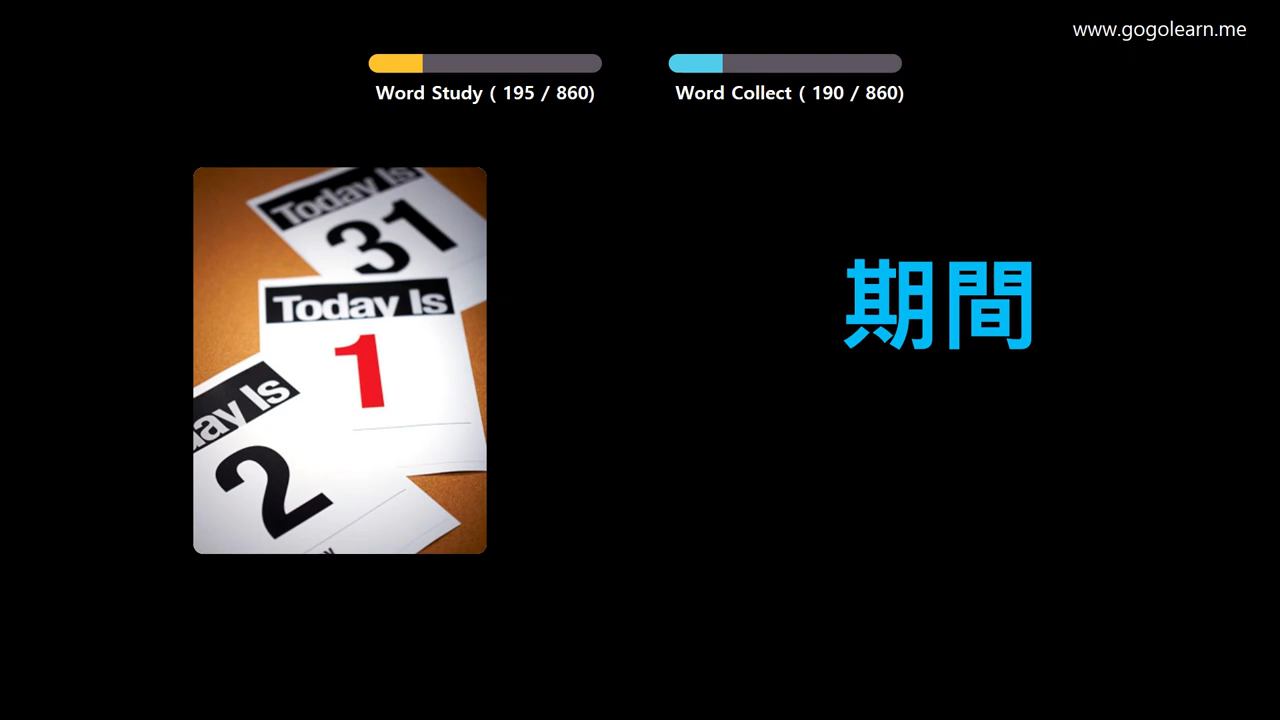 www.gogolearn.me
Word Study ( 195 / 860)
Word Collect ( 190 / 860)
Today Is
31
Today Is
1
day Is
2
期間